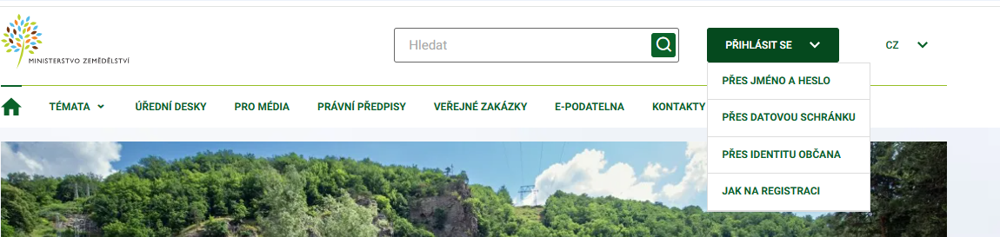 MINISTERSTVO ZEMĚDĚLSTVÍ
Hledat
PŘIHLÁSIT SE
CZ
PŘES JMÉNO A HESLO
TÉMATA ÚŘEDNÍ DESKY PRO MÉDIA PRÁVNÍ PŘEDPISY VEŘEJNÉ ZAKÁZKY E-PODATELNA KONTAKTY
PŘES DATOVOU SCHRÁNKU
PŘES IDENTITU OBČANA
JAK NA REGISTRACI